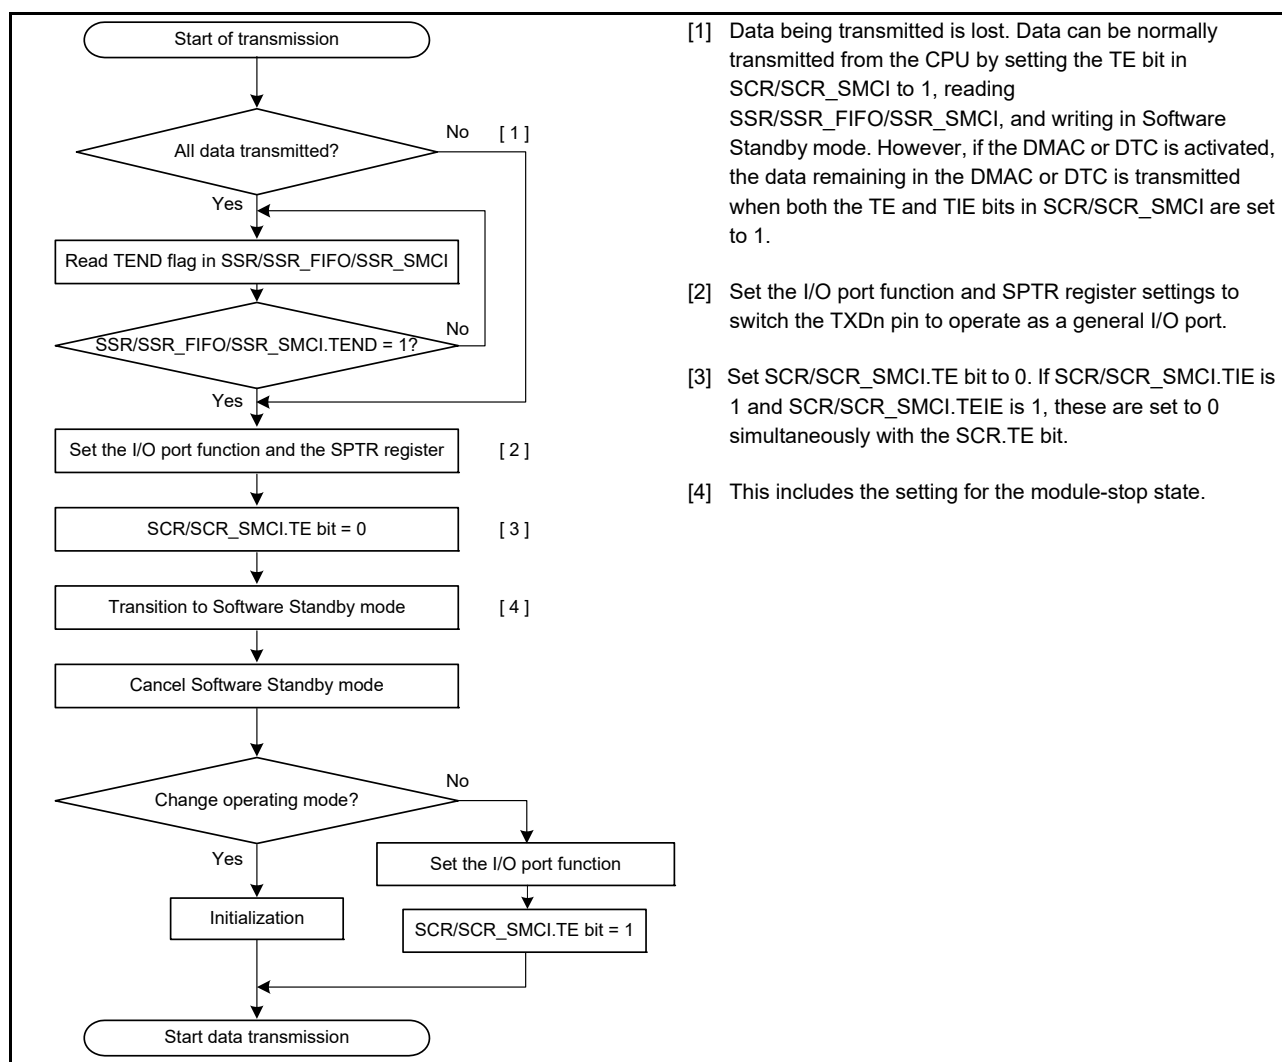 Start of transmission
All data transmitted?
No
[ 1 ]
Yes
Read TEND flag in SSR/SSR_FIFO/SSR_SMCI
No
SSR/SSR_FIFO/SSR_SMCI.TEND = 1?
Yes
Set the I/O port function and the SPTR register
[ 2 ]
SCR/SCR_SMCI.TE bit = 0
[ 3 ]
Transition to Software Standby mode
[ 4 ]
Cancel Software Standby mode
Change operating mode?
No
Yes
Set the I/O port function
Initialization
SCR/SCR_SMCI.TE bit = 1
Start data transmission
[1] Data being transmitted is lost. Data can be normally
transmitted from the CPU by setting the TE bit in
SCR/SCR_SMCI to 1, reading
SSR/SSR_FIFO/SSR_SMCI, and writing in Software
Standby mode. However, if the DMAC or DTC is activated,
the data remaining in the DMAC or DTC is transmitted
when both the TE and TIE bits in SCR/SCR_SMCI are set
to 1.
[2] Set the I/O port function and SPTR register settings to
switch the TXDn pin to operate as a general I/O port.
[3] Set SCR/SCR_SMCI.TE bit to 0. If SCR/SCR_SMCI.TIE is
1 and SCR/SCR_SMCI.TEIE is 1, these are set to 0
simultaneously with the SCR.TE bit.
[4] This includes the setting for the module-stop state.